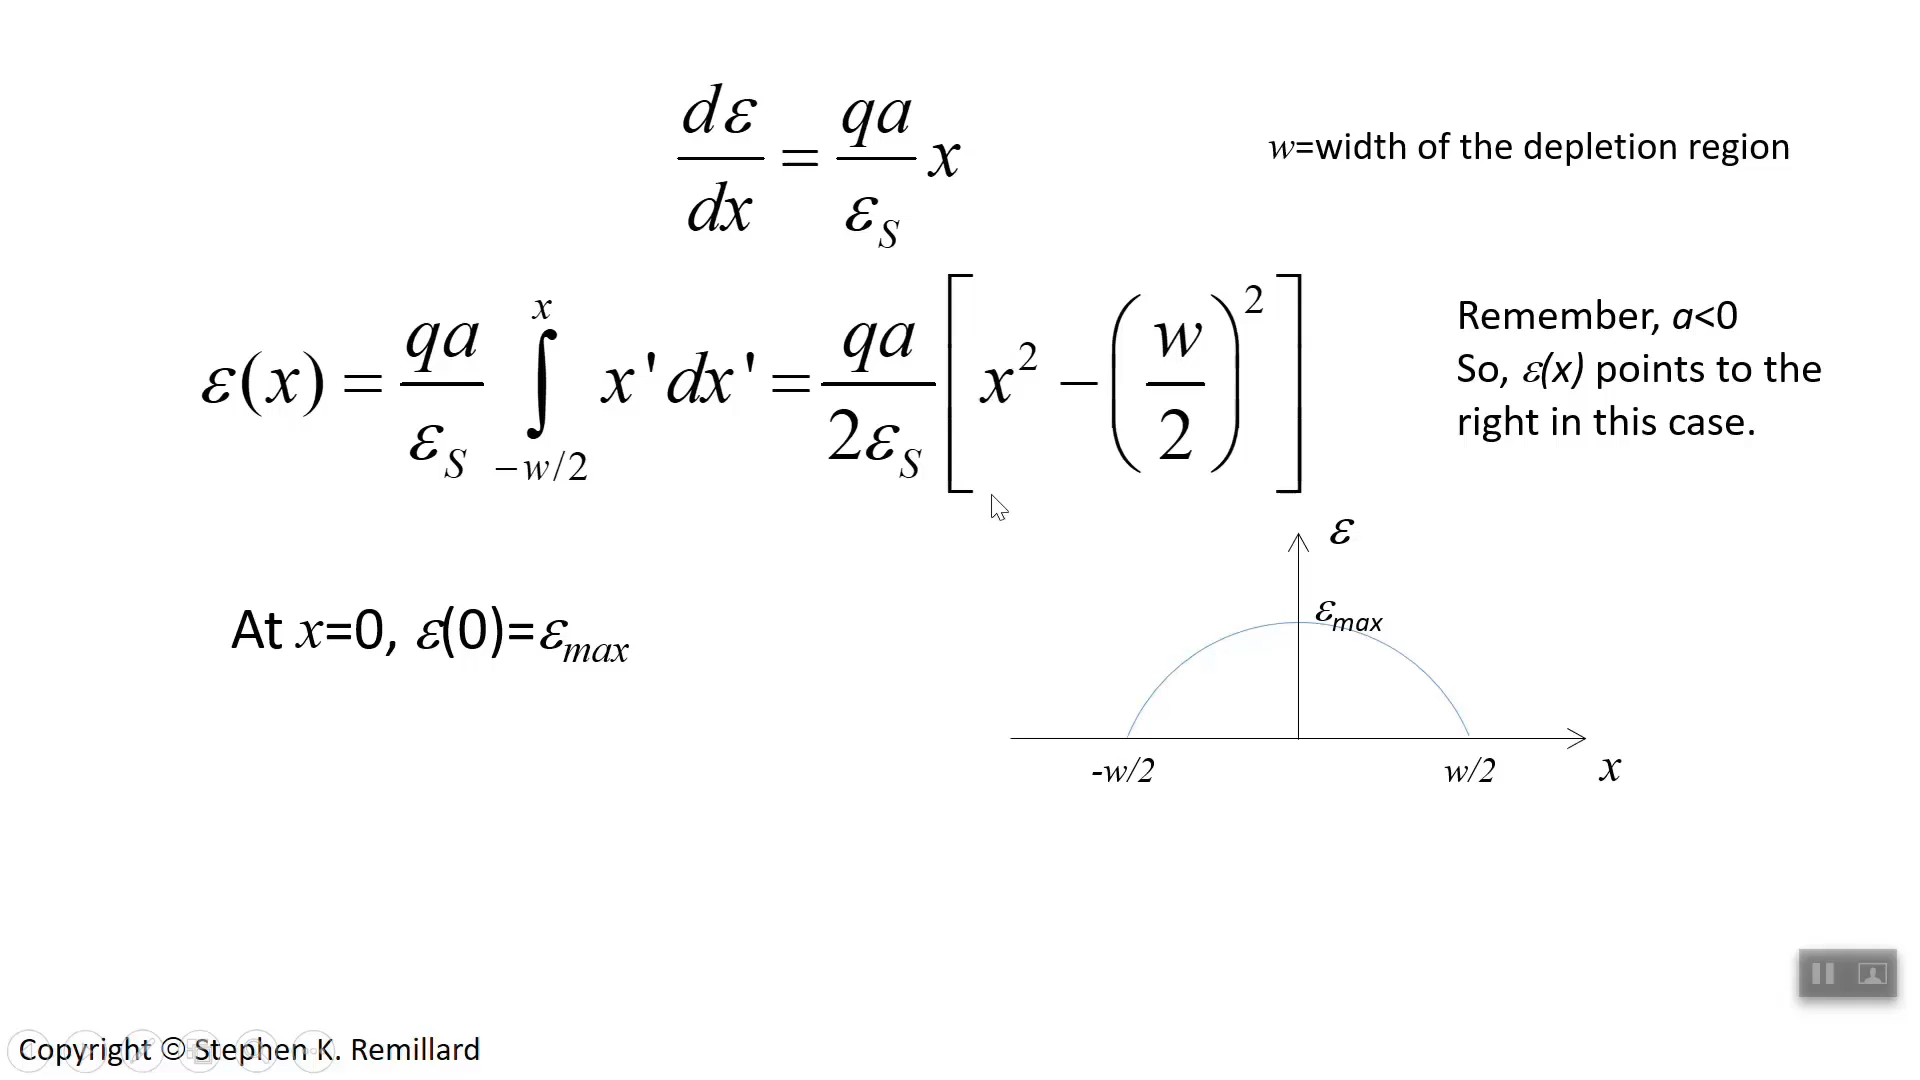 dε/dx = qa/ε_S x
w=width of the depletion region
ε(x) = qa/ε_S ∫_{-w/2}^{x} x' dx' = qa/2ε_S [x² − (w/2)²]
Remember, a<0
So, ε(x) points to the
right in this case.
At x=0, ε(0)=ε_max
ε
ε_max
-w/2
w/2
x
Copyright © Stephen K. Remillard